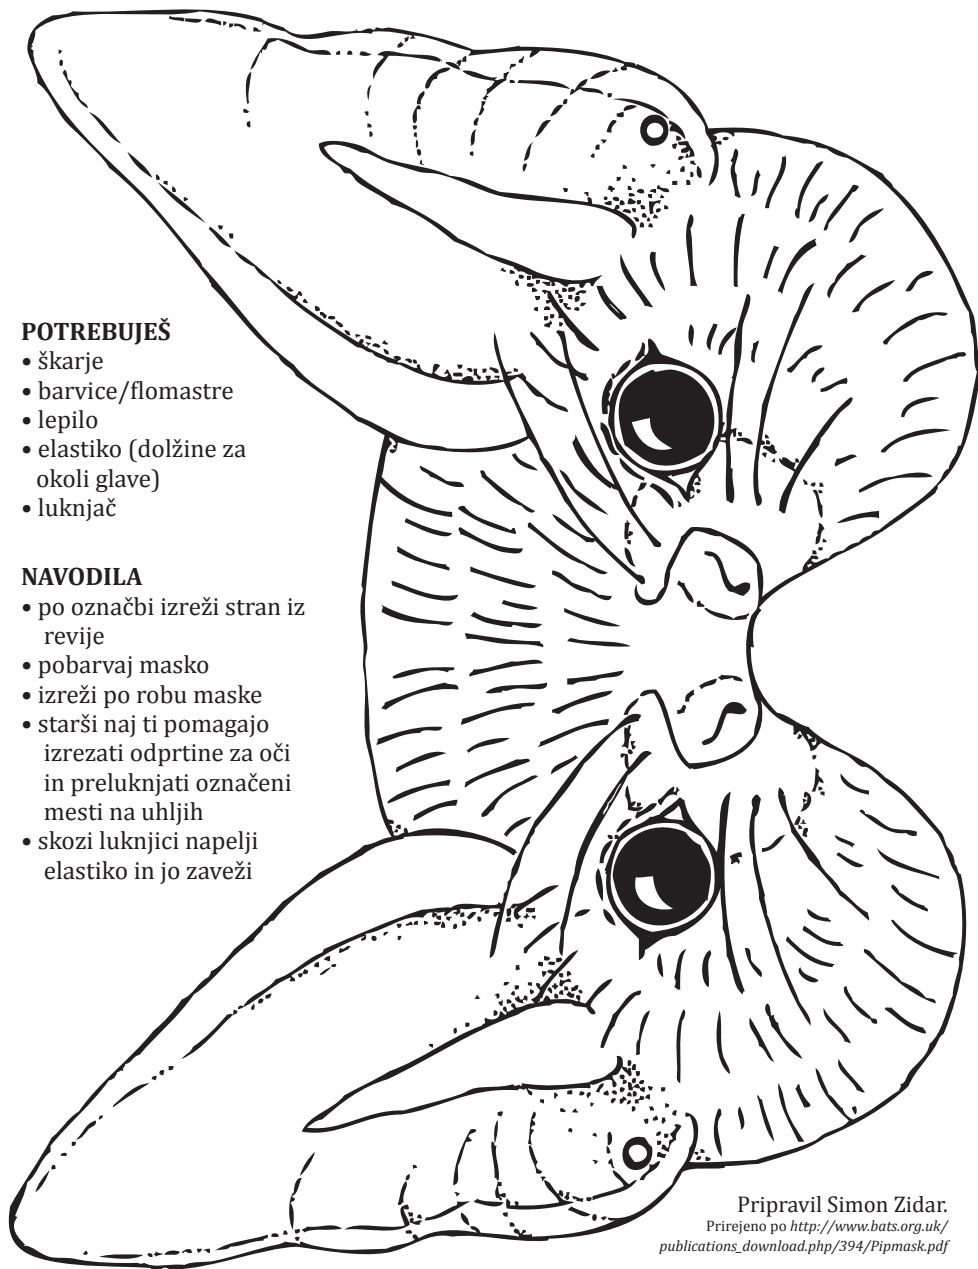 POTREBUJEŠ
• škarje
• barvice/flomastre
• lepilo
• elastiko (dolžine za
okoli glave)
• luknjač
NAVODILA
• po označbi izreži stran iz
revije
• pobarvaj masko
• izreži po robu maske
• starši naj ti pomagajo
izrezati odprtine za oči
in preluknjati označeni
mesti na uhljih
• skozi luknjici napelji
elastiko in jo zaveži
Pripravil Simon Zidar.
Prirejeno po http://www.bats.org.uk/
publications_download.php/394/Pipmask.pdf